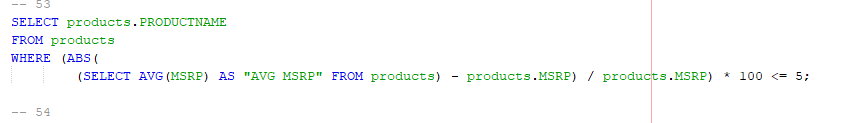 -- 53
SELECT products.PRODUCTNAME
FROM products
WHERE (ABS(
(SELECT AVG(MSRP) AS "AVG MSRP" FROM products) - products.MSRP) / products.MSRP) * 100 <= 5;
-- 54